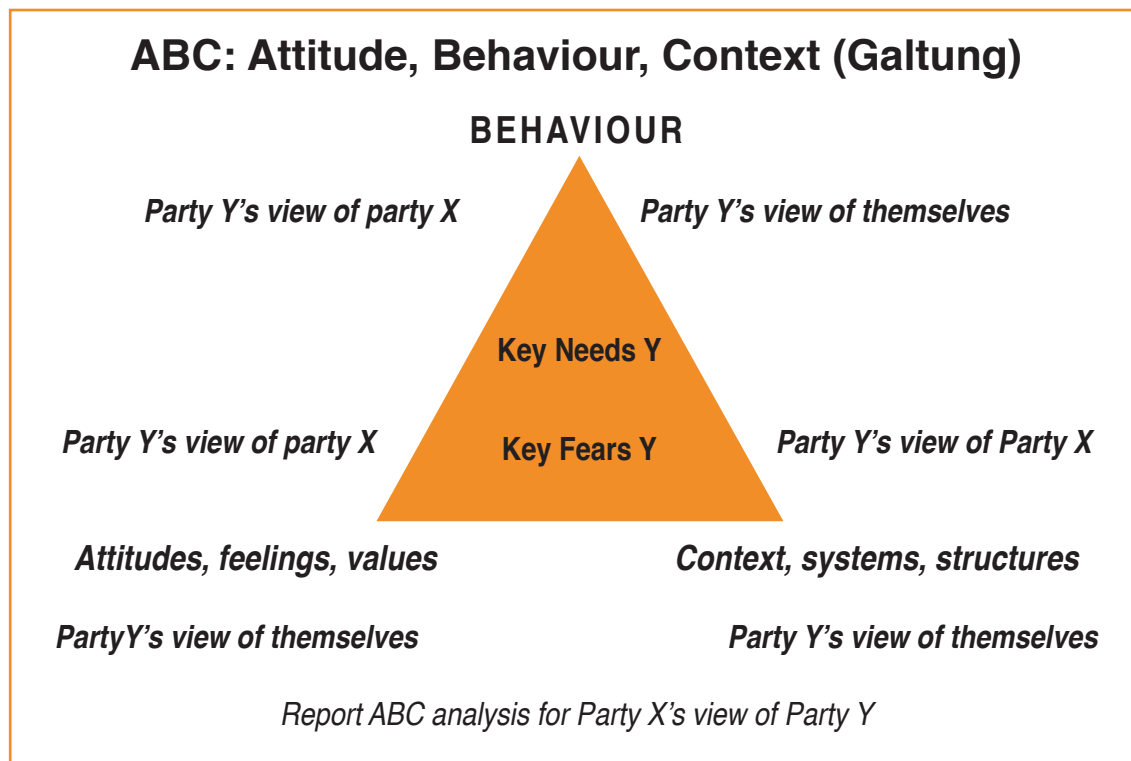 ABC: Attitude, Behaviour, Context (Galtung)
BEHAVIOUR
Party Y’s view of party X
Party Y’s view of themselves
Key Needs Y
Party Y’s view of party X
Key Fears Y
Party Y’s view of Party X
Attitudes, feelings, values
Context, systems, structures
PartyY’s view of themselves
Party Y’s view of themselves
Report ABC analysis for Party X’s view of Party Y